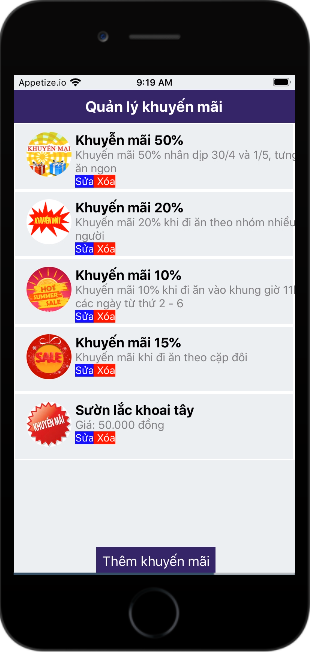 Appetize.io 9:19 AM
Quản lý khuyến mãi
KHUYẾN MÃI
Khuyễn mãi 50%
Khuyến mãi 50% nhân dịp 30/4 và 1/5, tưng
ăn ngon
Sửa Xóa
KHUYẾN MÃI
Khuyến mãi 20%
Khuyến mãi 20% khi đi ăn theo nhóm nhiều
người
Sửa Xóa
HOT
SUMMER
SALE
Khuyến mãi 10%
Khuyến mãi 10% khi đi ăn vào khung giờ 11
các ngày từ thứ 2 - 6
Sửa Xóa
SALE
Khuyến mãi 15%
Khuyến mãi khi đi ăn theo cặp đôi
Sửa Xóa
KHUYẾN MÃI
Sườn lắc khoai tây
Giá: 50.000 đồng
Sửa Xóa
Thêm khuyến mãi